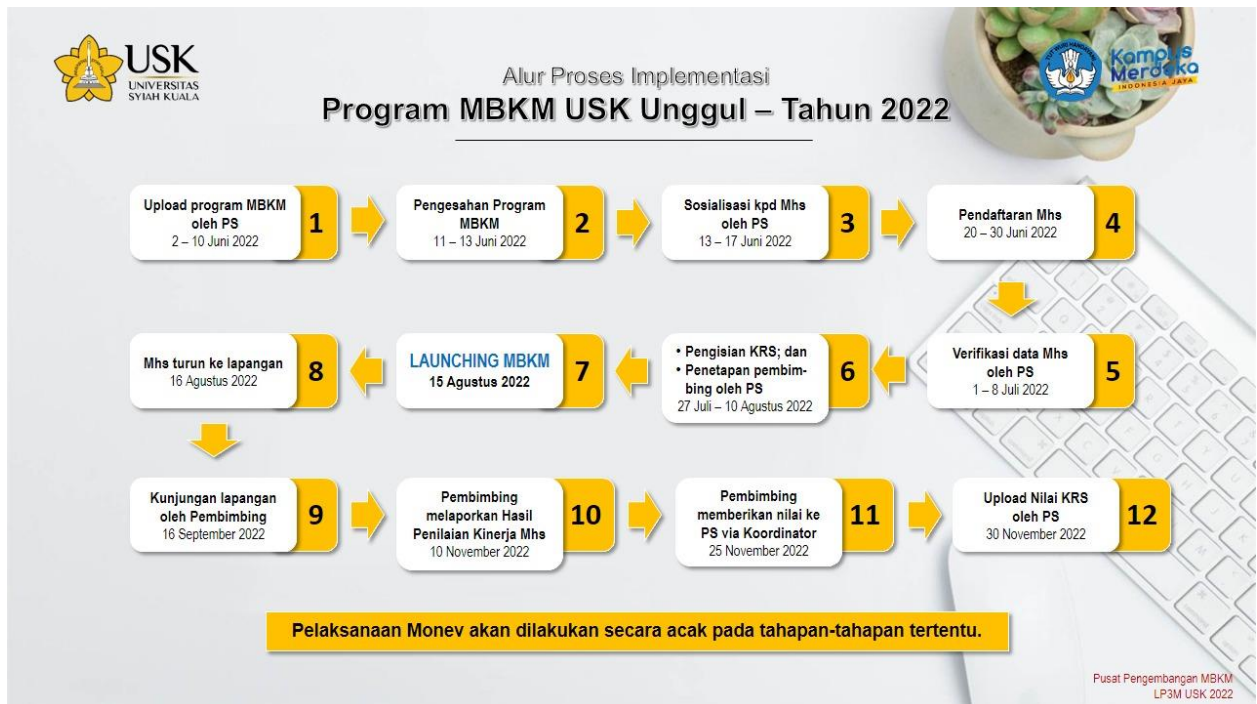 USK
UNIVERSITAS
SYIAH KUALA
Alur Proses Implementasi
Program MBKM USK Unggul – Tahun 2022
TUT WURI HANDAYANI
Kampus
Merdeka
INDONESIA JAYA
Upload program MBKM
oleh PS
2 – 10 Juni 2022
1
Pengesahan Program
MBKM
11 – 13 Juni 2022
2
Sosialisasi kpd Mhs
oleh PS
13 – 17 Juni 2022
3
Pendaftaran Mhs
20 – 30 Juni 2022
4
Verifikasi data Mhs
oleh PS
1 – 8 Juli 2022
5
• Pengisian KRS; dan
• Penetapan pembim-
bing oleh PS
27 Juli – 10 Agustus 2022
6
LAUNCHING MBKM
15 Agustus 2022
7
Mhs turun ke lapangan
16 Agustus 2022
8
Kunjungan lapangan
oleh Pembimbing
16 September 2022
9
Pembimbing
melaporkan Hasil
Penilaian Kinerja Mhs
10 November 2022
10
Pembimbing
memberikan nilai ke
PS via Koordinator
25 November 2022
11
Upload Nilai KRS
oleh PS
30 November 2022
12
Pelaksanaan Monev akan dilakukan secara acak pada tahapan-tahapan tertentu.
Pusat Pengembangan MBKM
LP3M USK 2022